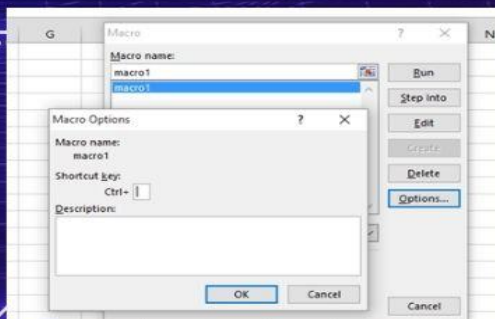 G
N
Macro
? ×
Macro name:
macro1
macro1
Run
Step Into
Edit
Create
Delete
Options...
Cancel
Macro Options
? ×
Macro name:
macro1
Shortcut key:
Ctrl+
Description:
OK
Cancel